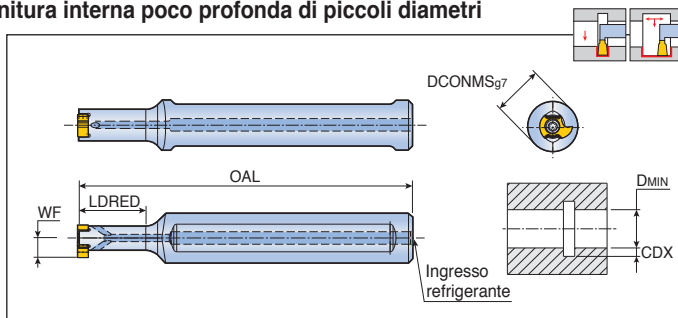 nitura interna poco profonda di piccoli diametri
DCONMSg7
OAL
LDRED
WF
DMIN
CDX
Ingresso
refrigerante